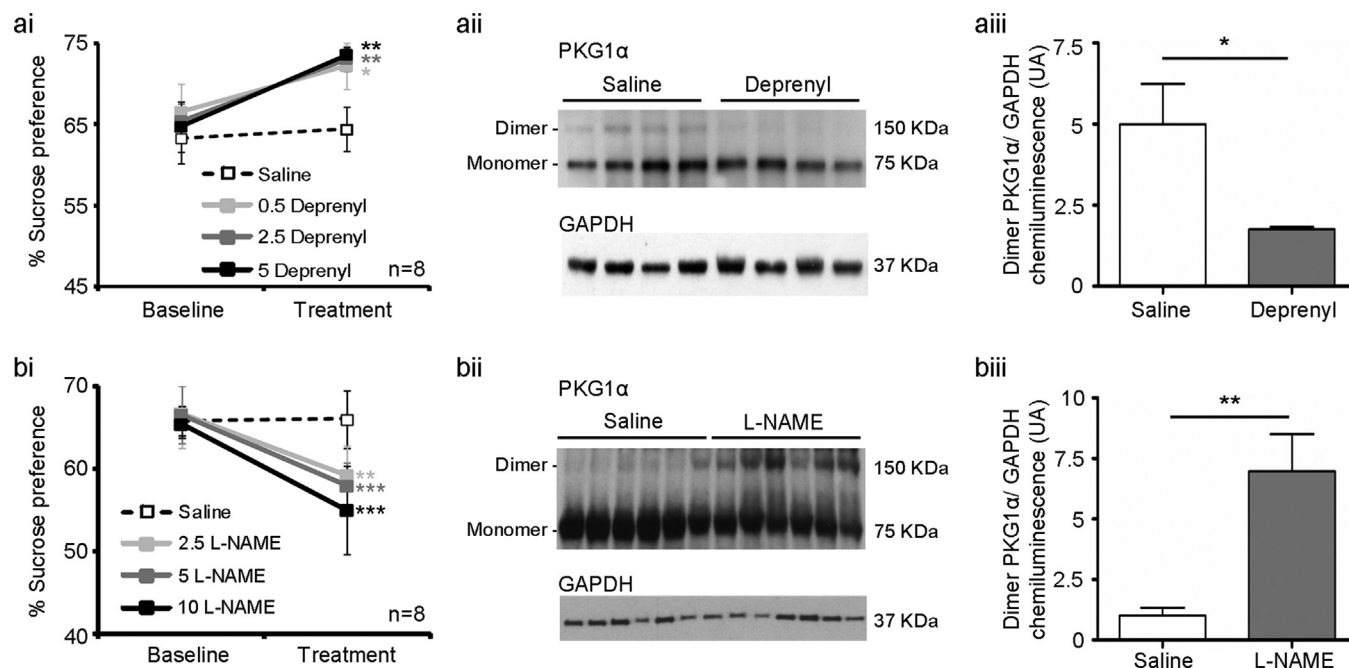 ai
% Sucrose preference
75
65
55
45
Saline
0.5 Deprenyl
2.5 Deprenyl
5 Deprenyl
n=8
**
**
*
Baseline Treatment
aii
PKG1α
Saline Deprenyl
Dimer 150 KDa
Monomer 75 KDa
GAPDH
37 KDa
aiii
Dimer PKG1α/ GAPDH
chemiluminescence (UA)
7.5
5
2.5
0
*
Saline Deprenyl
bi
% Sucrose preference
70
60
50
40
**
***
***
Saline
2.5 L-NAME
5 L-NAME
10 L-NAME
n=8
Baseline Treatment
bii
PKG1α
Saline L-NAME
Dimer 150 KDa
Monomer 75 KDa
GAPDH
37 KDa
biii
Dimer PKG1α/ GAPDH
chemiluminescence (UA)
10
7.5
5
2.5
0
**
Saline L-NAME